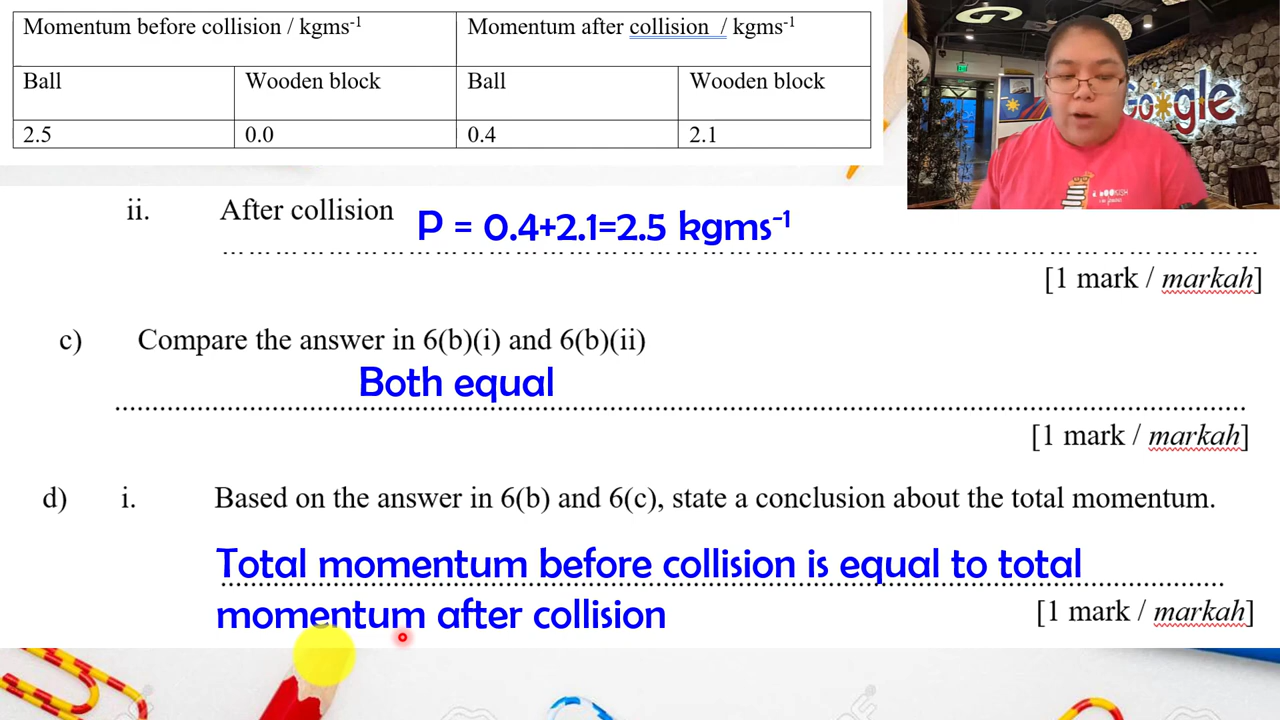 Momentum before collision / kgms⁻¹ Momentum after collision / kgms⁻¹
Ball Wooden block Ball Wooden block
2.5 0.0 0.4 2.1
Google
ii. After collision P = 0.4+2.1=2.5 kgms⁻¹
[1 mark / markah]
c) Compare the answer in 6(b)(i) and 6(b)(ii)
Both equal
[1 mark / markah]
d) i. Based on the answer in 6(b) and 6(c), state a conclusion about the total momentum.
Total momentum before collision is equal to total
momentum after collision
[1 mark / markah]